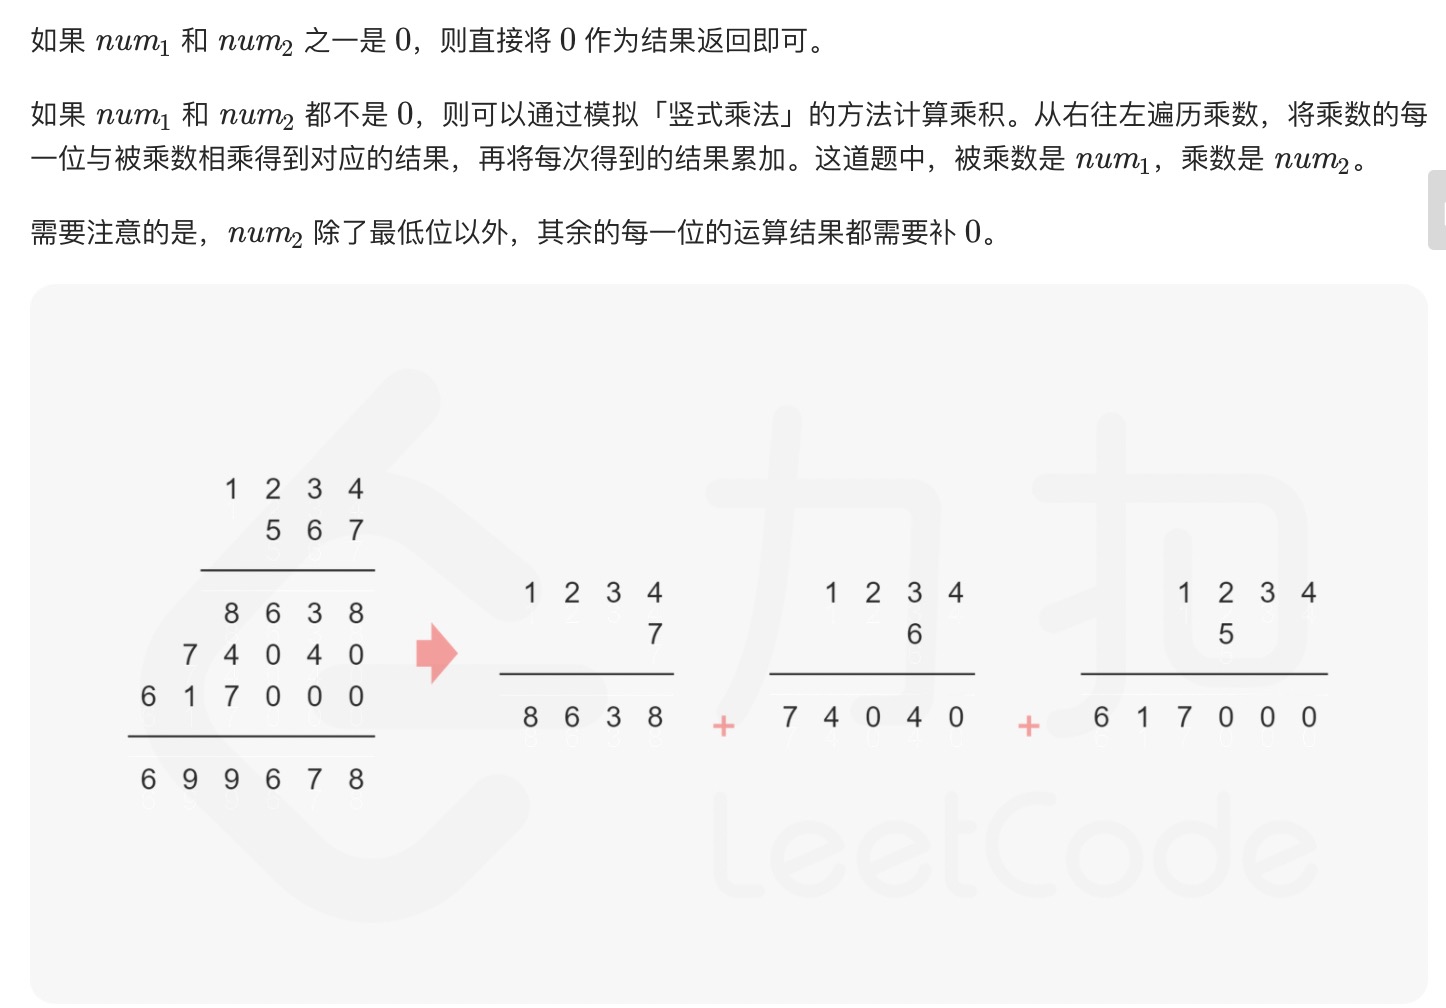 如果 num₁ 和 num₂ 之一是 0，则直接将 0 作为结果返回即可。
如果 num₁ 和 num₂ 都不是 0，则可以通过模拟「竖式乘法」的方法计算乘积。从右往左遍历乘数，将乘数的每
一位与被乘数相乘得到对应的结果，再将每次得到的结果累加。这道题中，被乘数是 num₁，乘数是 num₂。
需要注意的是，num₂ 除了最低位以外，其余的每一位的运算结果都需要补 0。
1 2 3 4
5 6 7
8 6 3 8
7 4 0 4 0
6 1 7 0 0 0
6 9 9 6 7 8
1 2 3 4
7
8 6 3 8
+
1 2 3 4
6
7 4 0 4 0
+
1 2 3 4
5
6 1 7 0 0 0
力扣
LeetCode